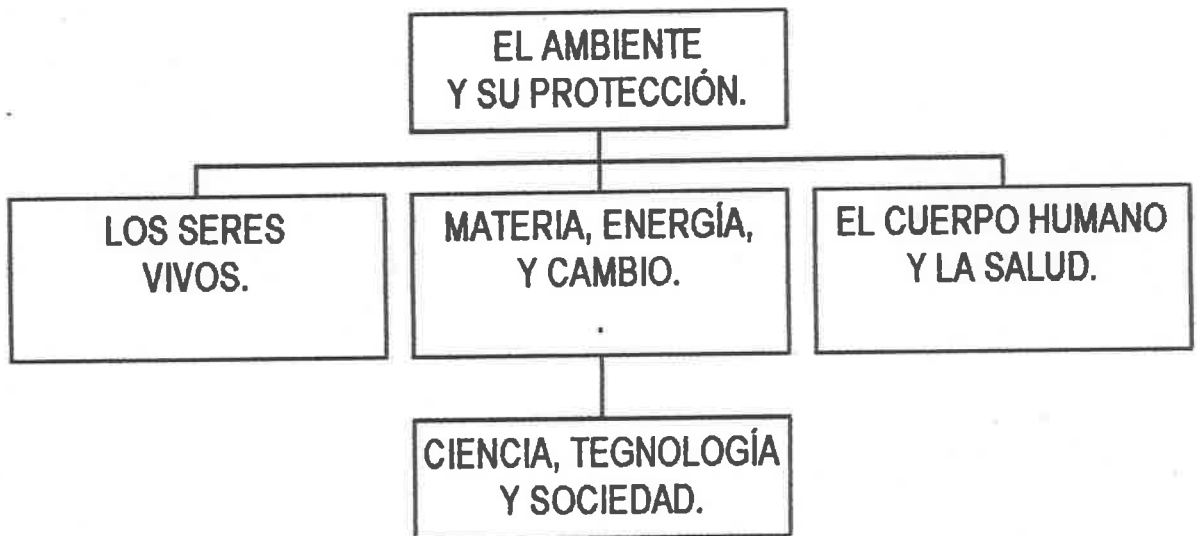 EL AMBIENTE
Y SU PROTECCIÓN.
LOS SERES
VIVOS.
MATERIA, ENERGÍA,
Y CAMBIO.
.
EL CUERPO HUMANO
Y LA SALUD.
CIENCIA, TEGNOLOGÍA
Y SOCIEDAD.